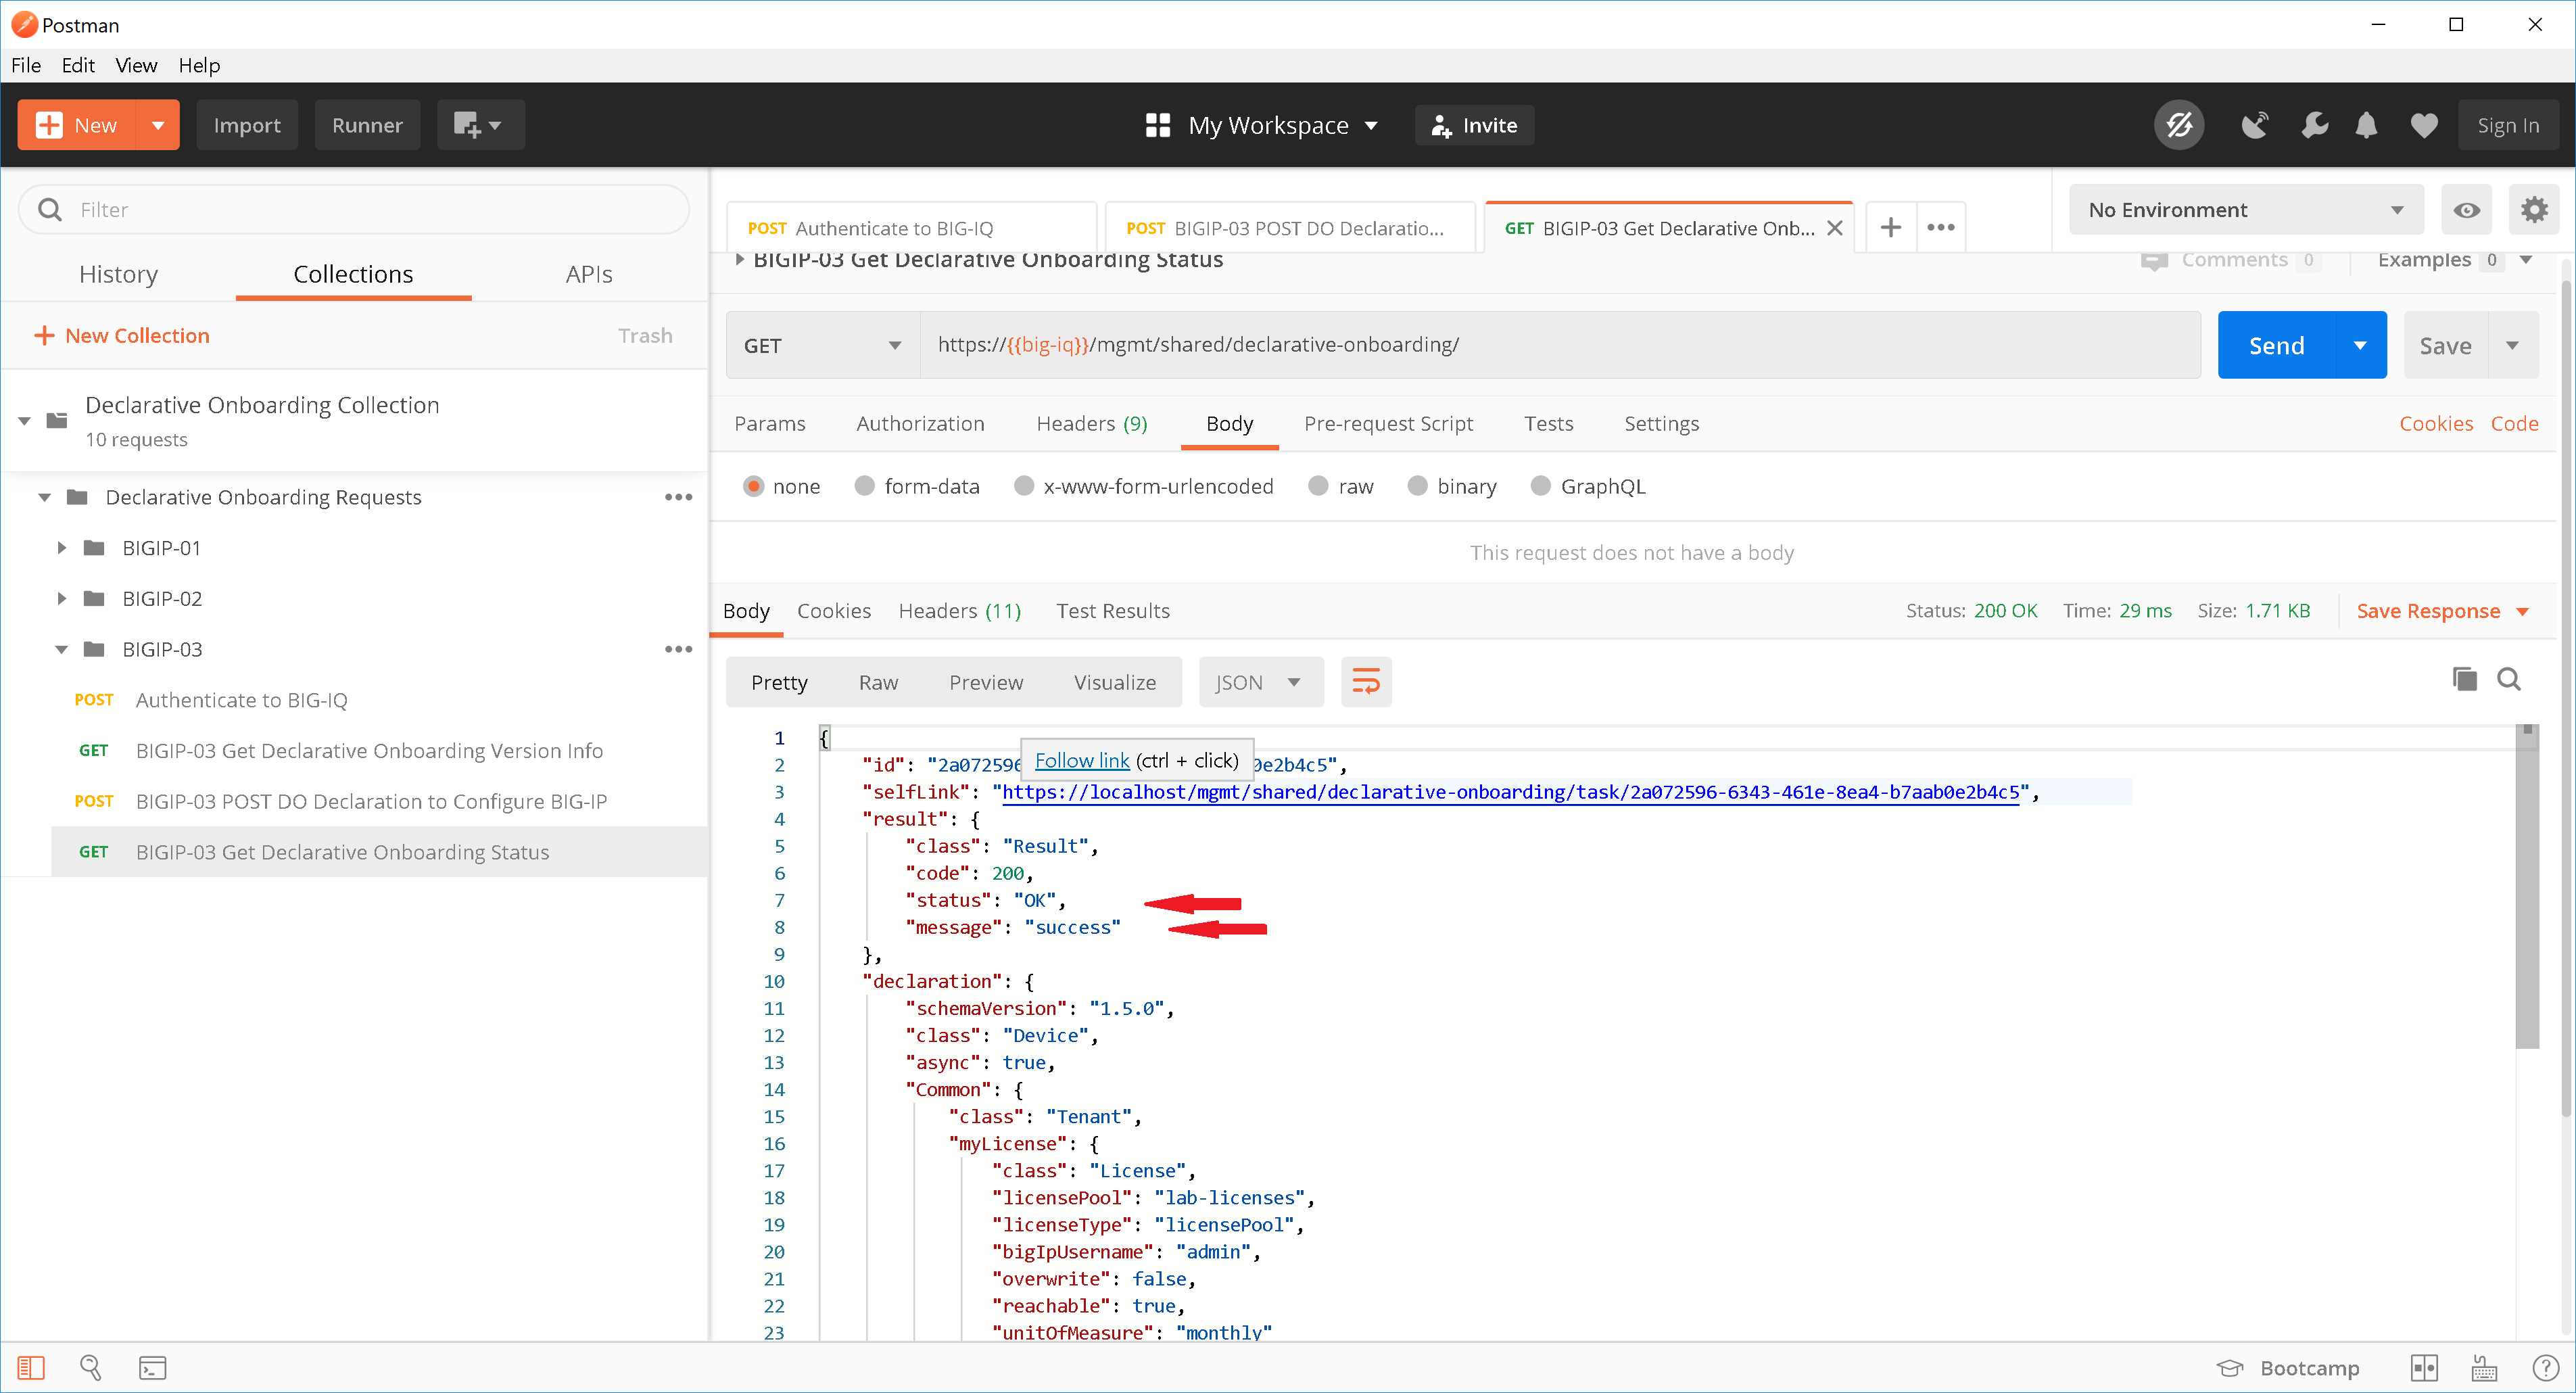 Postman
File Edit View Help
New Import Runner My Workspace Invite Sign In
Filter
History Collections APIs
New Collection Trash
Declarative Onboarding Collection
10 requests
Declarative Onboarding Requests
BIGIP-01
BIGIP-02
BIGIP-03
POST Authenticate to BIG-IQ
GET BIGIP-03 Get Declarative Onboarding Version Info
POST BIGIP-03 POST DO Declaration to Configure BIG-IP
GET BIGIP-03 Get Declarative Onboarding Status
POST Authenticate to BIG-IQ POST BIGIP-03 POST DO Declaratio... GET BIGIP-03 Get Declarative Onb... No Environment
BIGIP-03 Get Declarative Onboarding Status Comments 0 Examples 0
GET https://{{big-iq}}/mgmt/shared/declarative-onboarding/ Send Save
Params Authorization Headers (9) Body Pre-request Script Tests Settings Cookies Code
none form-data x-www-form-urlencoded raw binary GraphQL
This request does not have a body
Body Cookies Headers (11) Test Results Status: 200 OK Time: 29 ms Size: 1.71 KB Save Response
Pretty Raw Preview Visualize JSON
1 {
Follow link (ctrl + click)
2 "id": "2a072596 0e2b4c5",
3 "selfLink": "https://localhost/mgmt/shared/declarative-onboarding/task/2a072596-6343-461e-8ea4-b7aab0e2b4c5",
4 "result": {
5 "class": "Result",
6 "code": 200,
7 "status": "OK",
8 "message": "success"
9 },
10 "declaration": {
11 "schemaVersion": "1.5.0",
12 "class": "Device",
13 "async": true,
14 "Common": {
15 "class": "Tenant",
16 "myLicense": {
17 "class": "License",
18 "licensePool": "lab-licenses",
19 "licenseType": "licensePool",
20 "bigIpUsername": "admin",
21 "overwrite": false,
22 "reachable": true,
23 "unitOfMeasure": "monthly"
Bootcamp